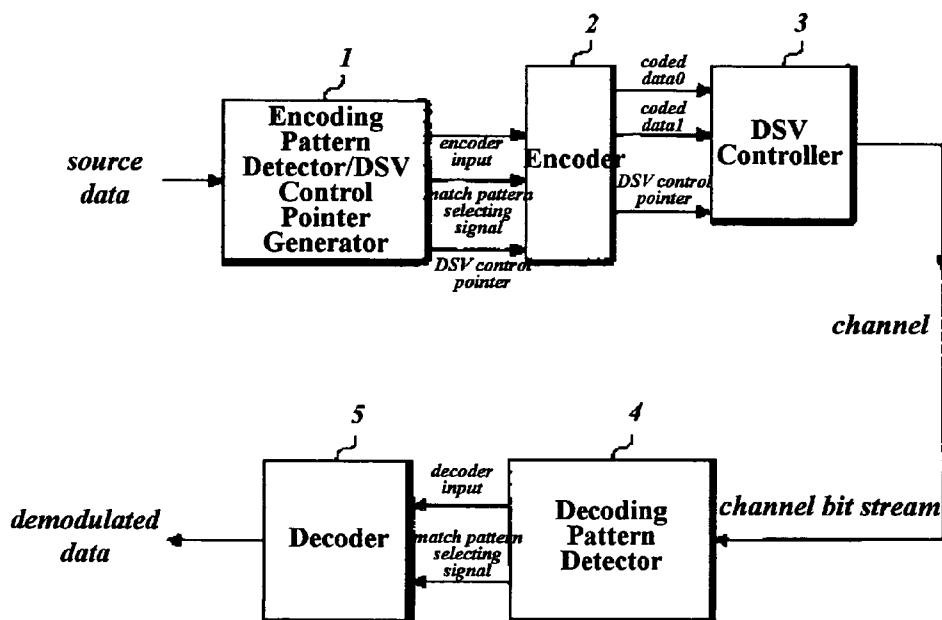 1
2
3
source
data
Encoding
Pattern
Detector/DSV
Control
Pointer
Generator
encoder
input
match pattern
selecting
signal
DSV control
pointer
Encoder
coded
data0
coded
data1
DSV control
pointer
DSV
Controller
channel
5
4
demodulated
data
Decoder
decoder
input
match pattern
selecting
signal
Decoding
Pattern
Detector
channel bit stream